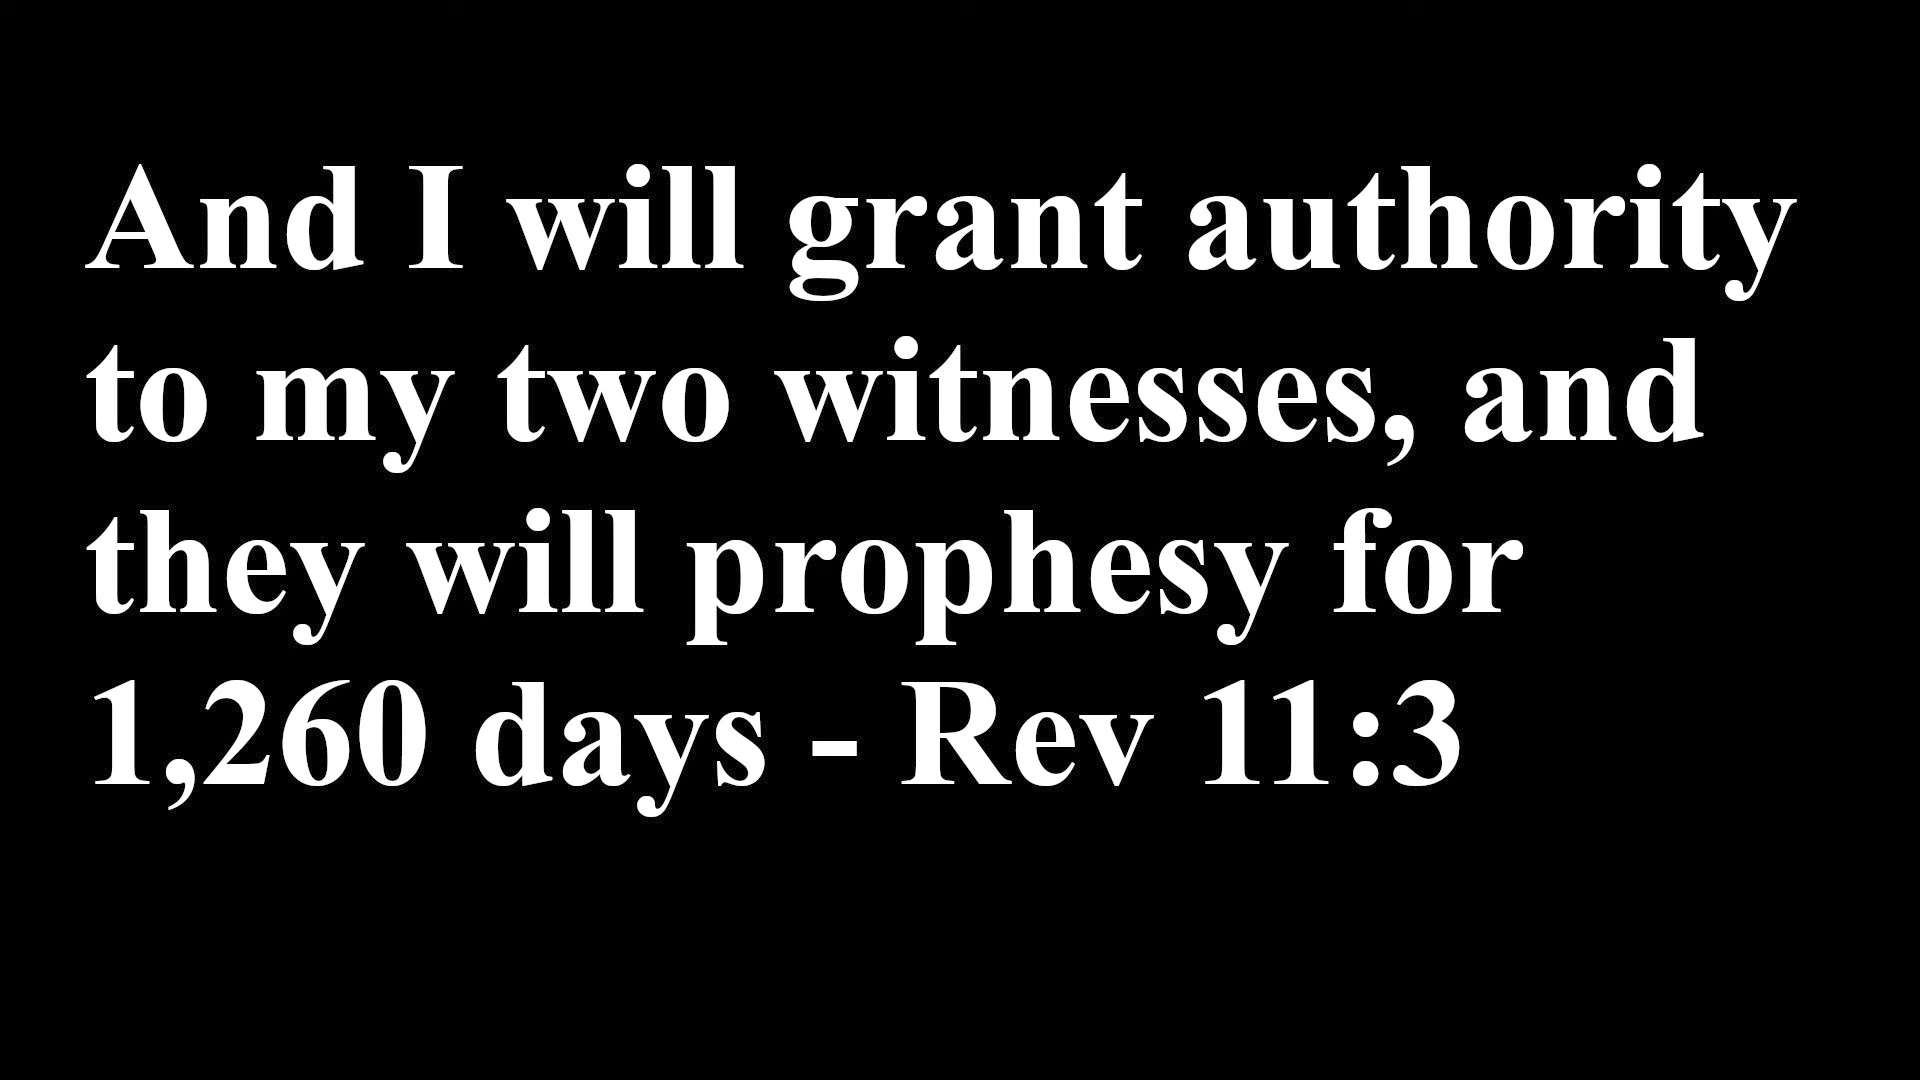 And I will grant authority
to my two witnesses, and
they will prophesy for
1,260 days - Rev 11:3